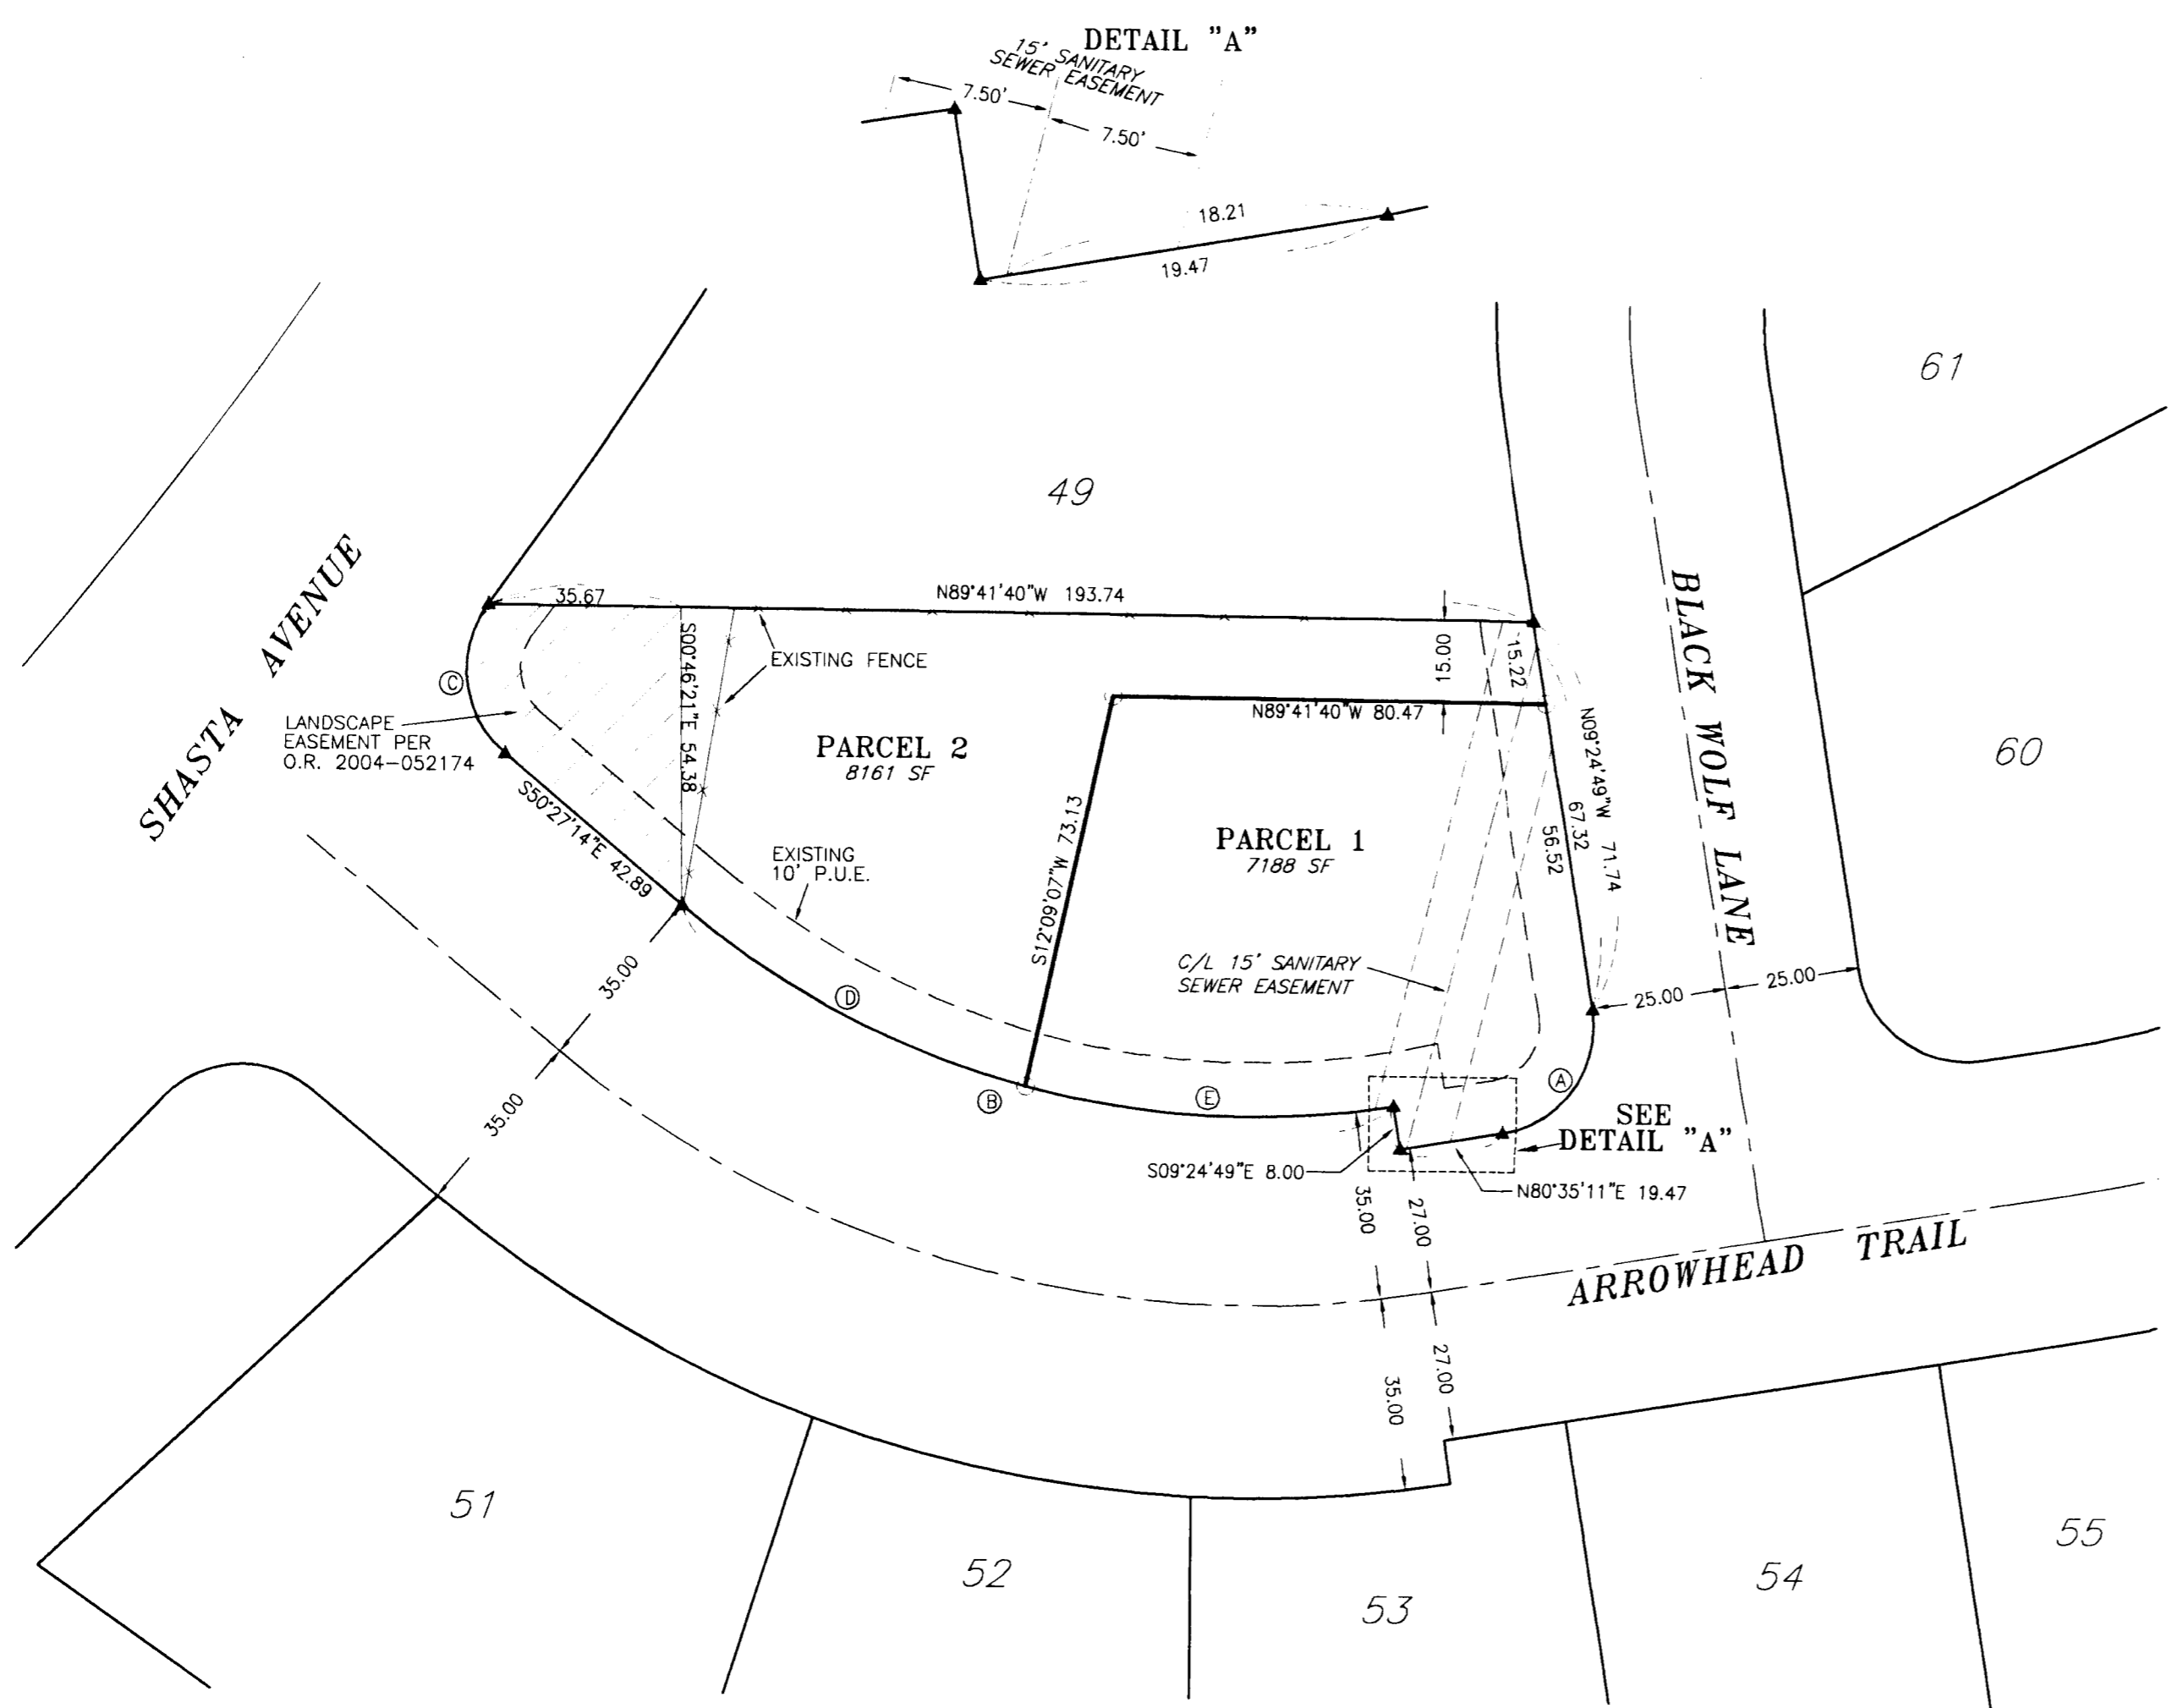 DETAIL "A"
15' SANITARY
SEWER EASEMENT
7.50'
7.50'
18.21
19.47
61
49
SHASTA AVENUE
35.67
N89°41'40"W 193.74
EXISTING FENCE
S00°46'21"E 54.38
15.00
15.22
BLACK WOLF LANE
Ⓒ
LANDSCAPE
EASEMENT PER
O.R. 2004-052174
N89°41'40"W 80.47
N09°24'49"W 71.74
67.32
56.52
60
PARCEL 2
8161 SF
S50°27'14"E 42.89
PARCEL 1
7188 SF
S12°09'07"W 73.13
EXISTING
10' P.U.E.
C/L 15' SANITARY
SEWER EASEMENT
35.00
Ⓓ
25.00
25.00
Ⓑ
Ⓔ
Ⓐ
35.00
SEE
DETAIL "A"
S09°24'49"E 8.00
N80°35'11"E 19.47
35.00
27.00
ARROWHEAD TRAIL
35.00
27.00
51
52
53
54
55